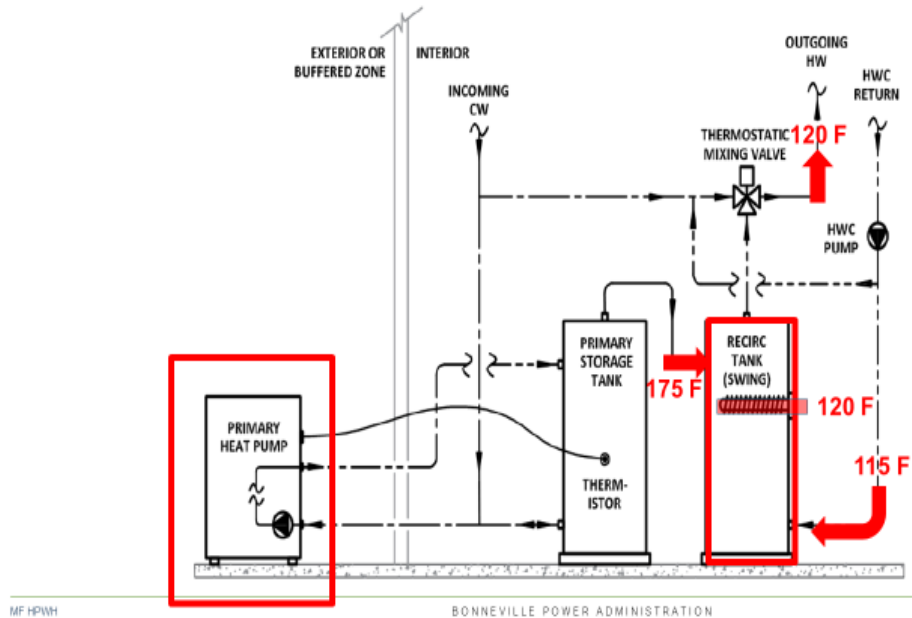 EXTERIOR OR
BUFFERED ZONE
INTERIOR
INCOMING
CW
OUTGOING
HW
HWC
RETURN
THERMOSTATIC
MIXING VALVE
120 F
HWC
PUMP
PRIMARY
STORAGE
TANK
RECIRC
TANK
(SWING)
175 F
120 F
PRIMARY
HEAT PUMP
115 F
THERM-
ISTOR
MF HPWH
BONNEVILLE POWER ADMINISTRATION